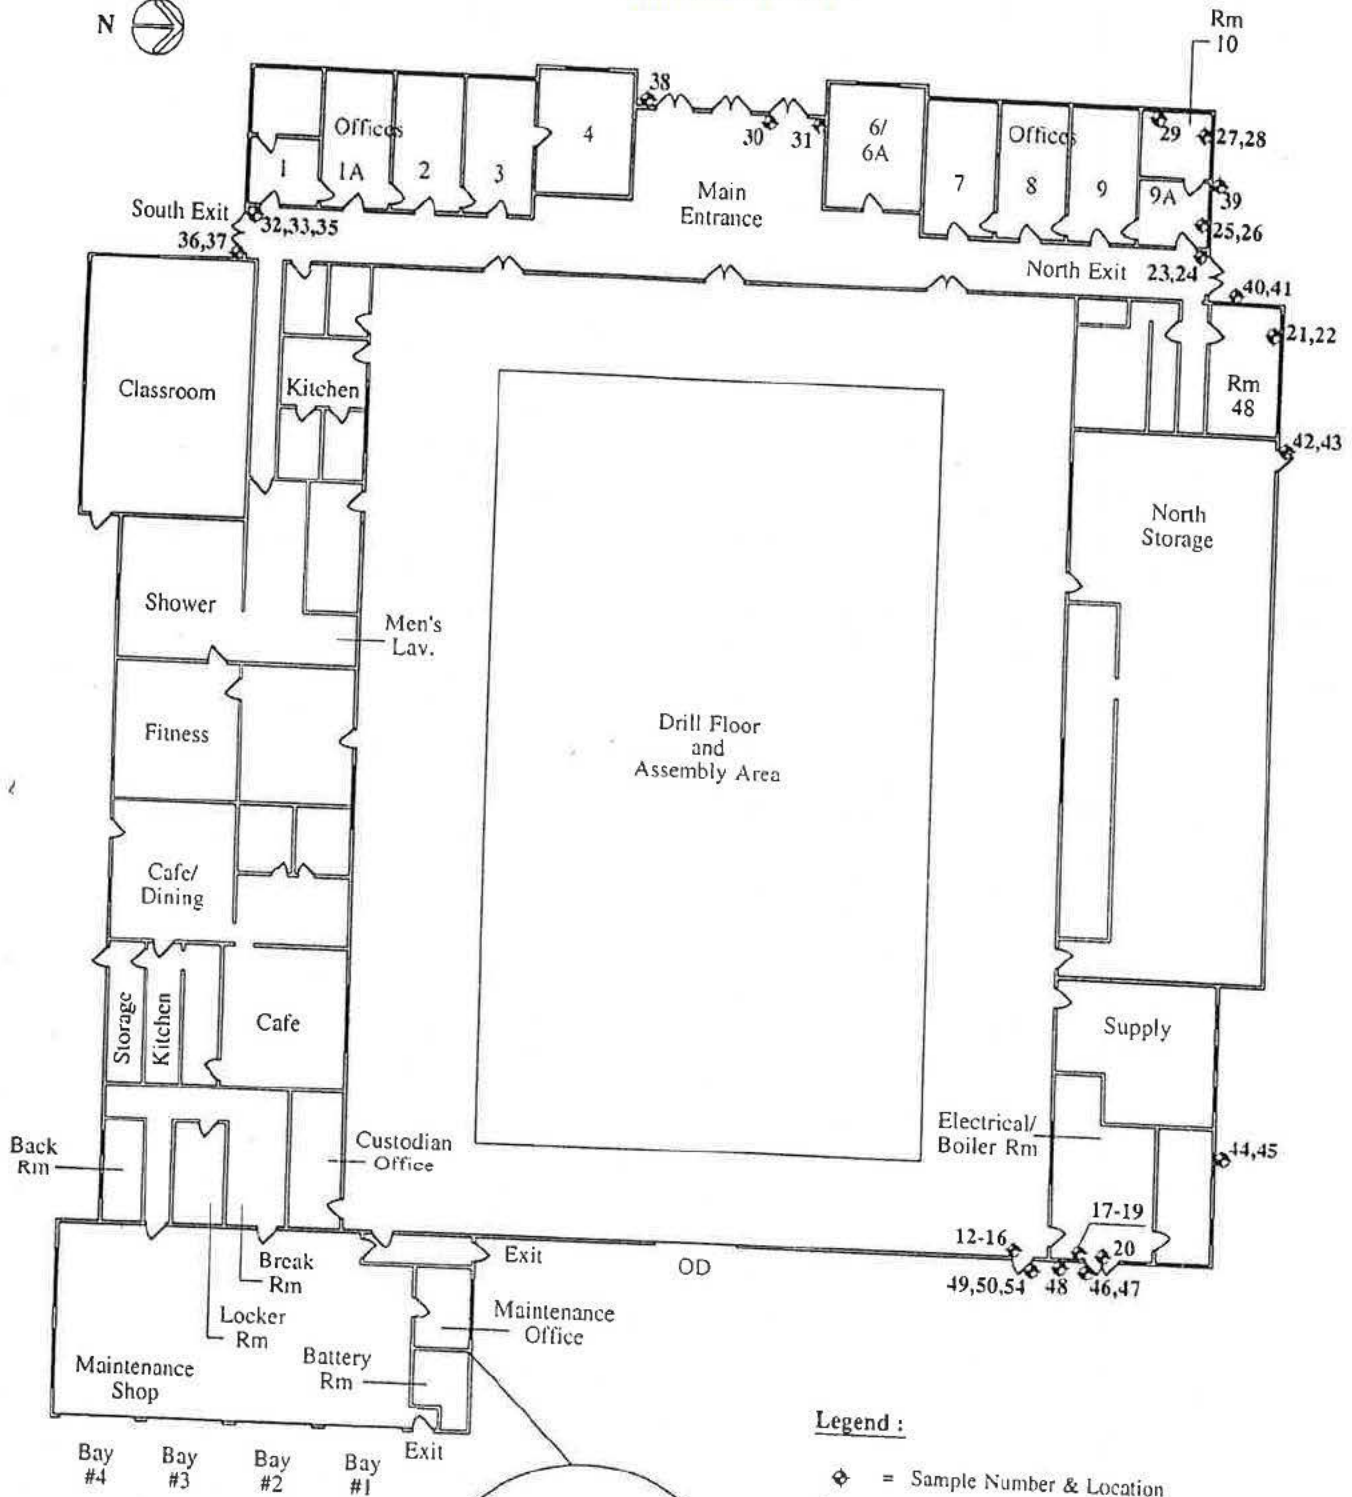 N
Rm
10
38
30
31
29
27,28
39
25,26
Offices
1
1A
2
3
4
6/
6A
Offices
7
8
9
9A
Main
Entrance
South Exit
32,33,35
36,37
North Exit
23,24
40,41
21,22
Rm
48
42,43
Classroom
Kitchen
North
Storage
Shower
Men's
Lav.
Fitness
Drill Floor
and
Assembly Area
Cafe/
Dining
Storage
Kitchen
Cafe
Supply
Electrical/
Boiler Rm
44,45
Back
Rm
Custodian
Office
17-19
12-16
20
49,50,54
48
46,47
Exit
OD
Break
Rm
Locker
Rm
Maintenance
Office
Battery
Rm
Maintenance
Shop
Exit
Bay
#4
Bay
#3
Bay
#2
Bay
#1
Legend :
= Sample Number & Location